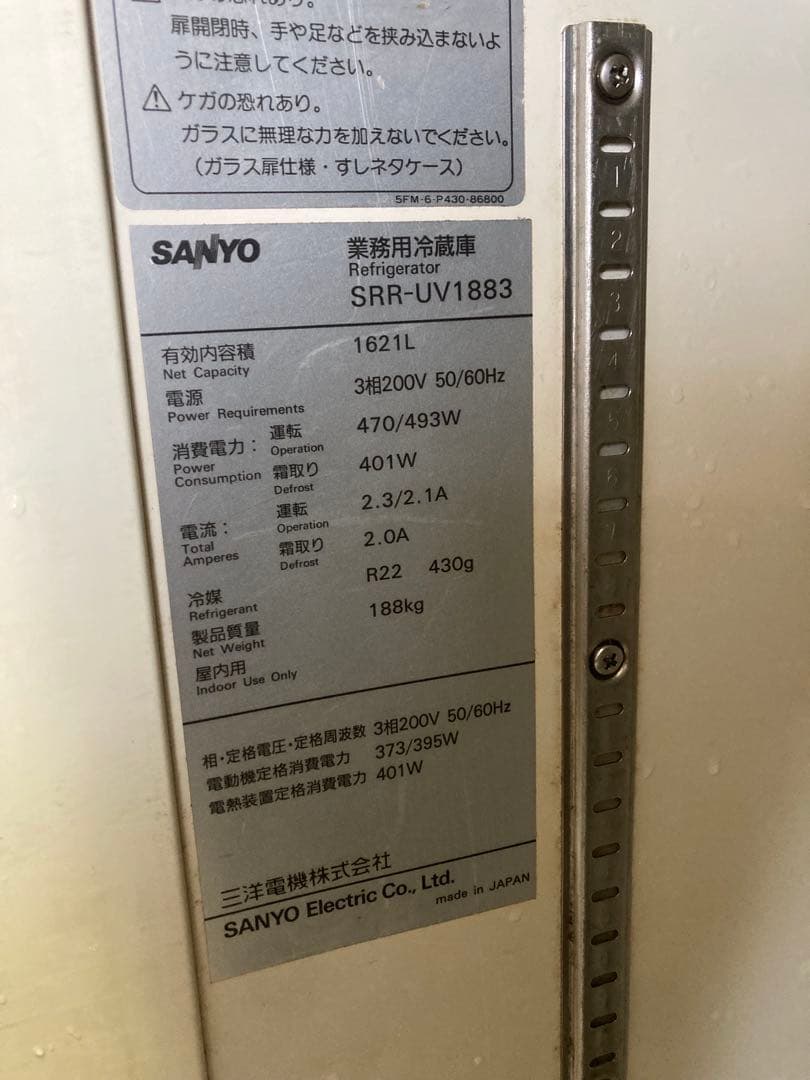 扉開閉時、手や足などを挟み込まないよ
うに注意してください。
⚠ケガの恐れあり。
ガラスに無理な力を加えないでください。
(ガラス扉仕様・すしネタケース)
5FM-6-P430-86800
SANYO 業務用冷蔵庫
Refrigerator
SRR-UV1883
有効内容積 1621L
Net Capacity
電源 3相200V 50/60Hz
Power Requirements
消費電力: 運転 470/493W
Power Consumption Operation
霜取り 401W
Defrost
電流: 運転 2.3/2.1A
Total Amperes Operation
霜取り 2.0A
Defrost
冷媒 R22 430g
Refrigerant
製品質量 188kg
Net Weight
屋内用
Indoor Use Only
相・定格電圧・定格周波数 3相200V 50/60Hz
電動機定格消費電力 373/395W
電熱装置定格消費電力 401W
三洋電機株式会社
SANYO Electric Co., Ltd. made in JAPAN
1
2
3
4
5
6
7